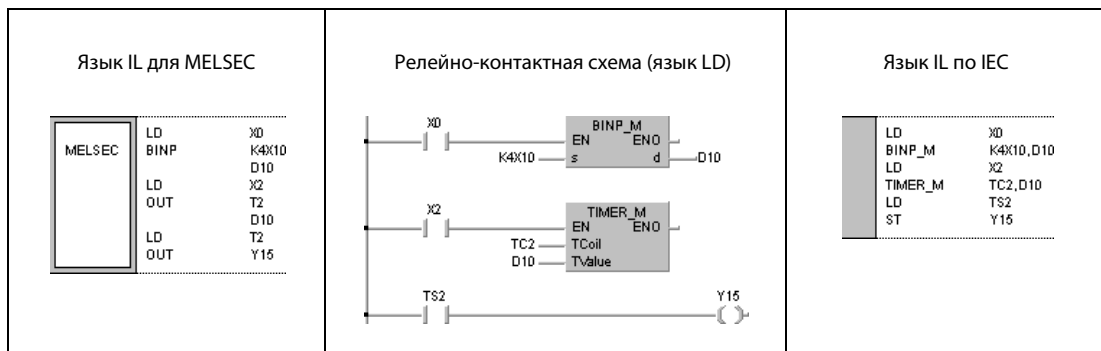 Язык IL для MELSEC
MELSEC
LD X0
BINP K4X10
D10
LD X2
OUT T2
D10
LD T2
OUT Y15
Релейно-контактная схема (язык LD)
X0
BINP_M
EN ENO
K4X10 s d D10
X2
TIMER_M
EN ENO
TC2 TCoil
D10 TValue
TS2 Y15
Язык IL по IEC
LD X0
BINP_M K4X10,D10
LD X2
TIMER_M TC2,D10
LD TS2
ST Y15